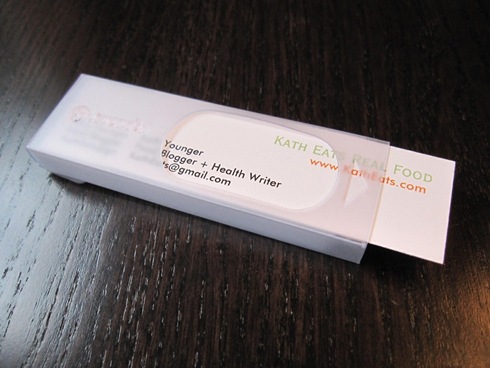 KATH EATS REAL FOOD
www.KathEats.com
Younger
Blogger + Health Writer
's@gmail.com